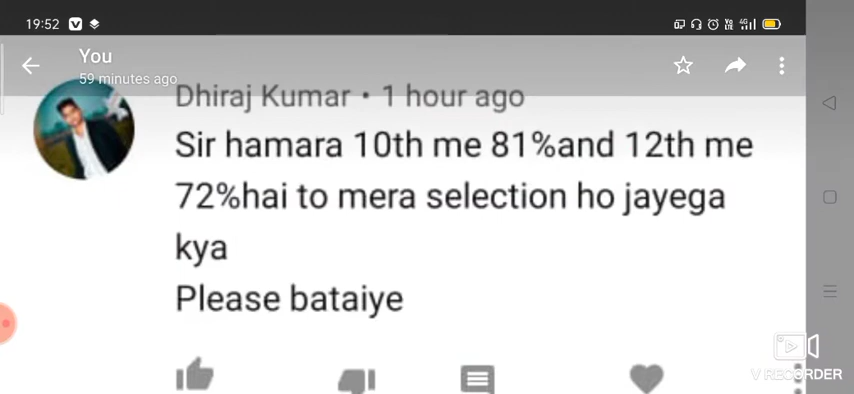 19:52
You
59 minutes ago
Dhiraj Kumar • 1 hour ago
Sir hamara 10th me 81%and 12th me
72%hai to mera selection ho jayega
kya
Please bataiye
V RECORDER